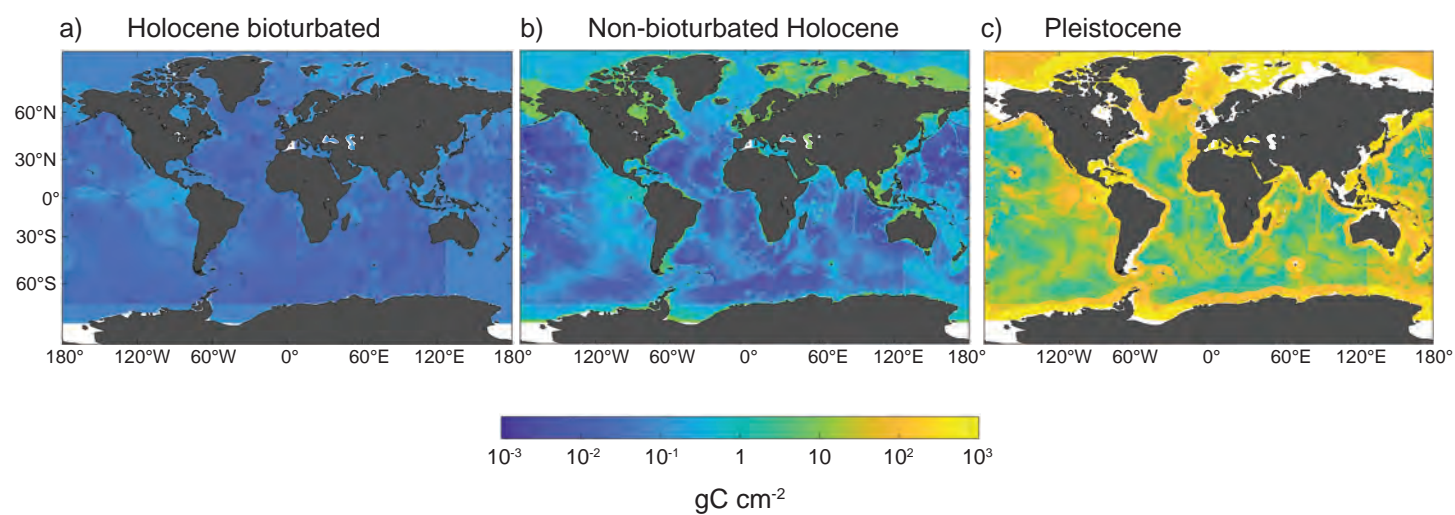 a) Holocene bioturbated
b) Non-bioturbated Holocene
c) Pleistocene
60°N
30°N
0°
30°S
60°S
180° 120°W 60°W 0° 60°E 120°E 180°
180° 120°W 60°W 0° 60°E 120°E 180°
180° 120°W 60°W 0° 60°E 120°E 180°
10⁻³ 10⁻² 10⁻¹ 1 10 10² 10³
gC cm⁻²